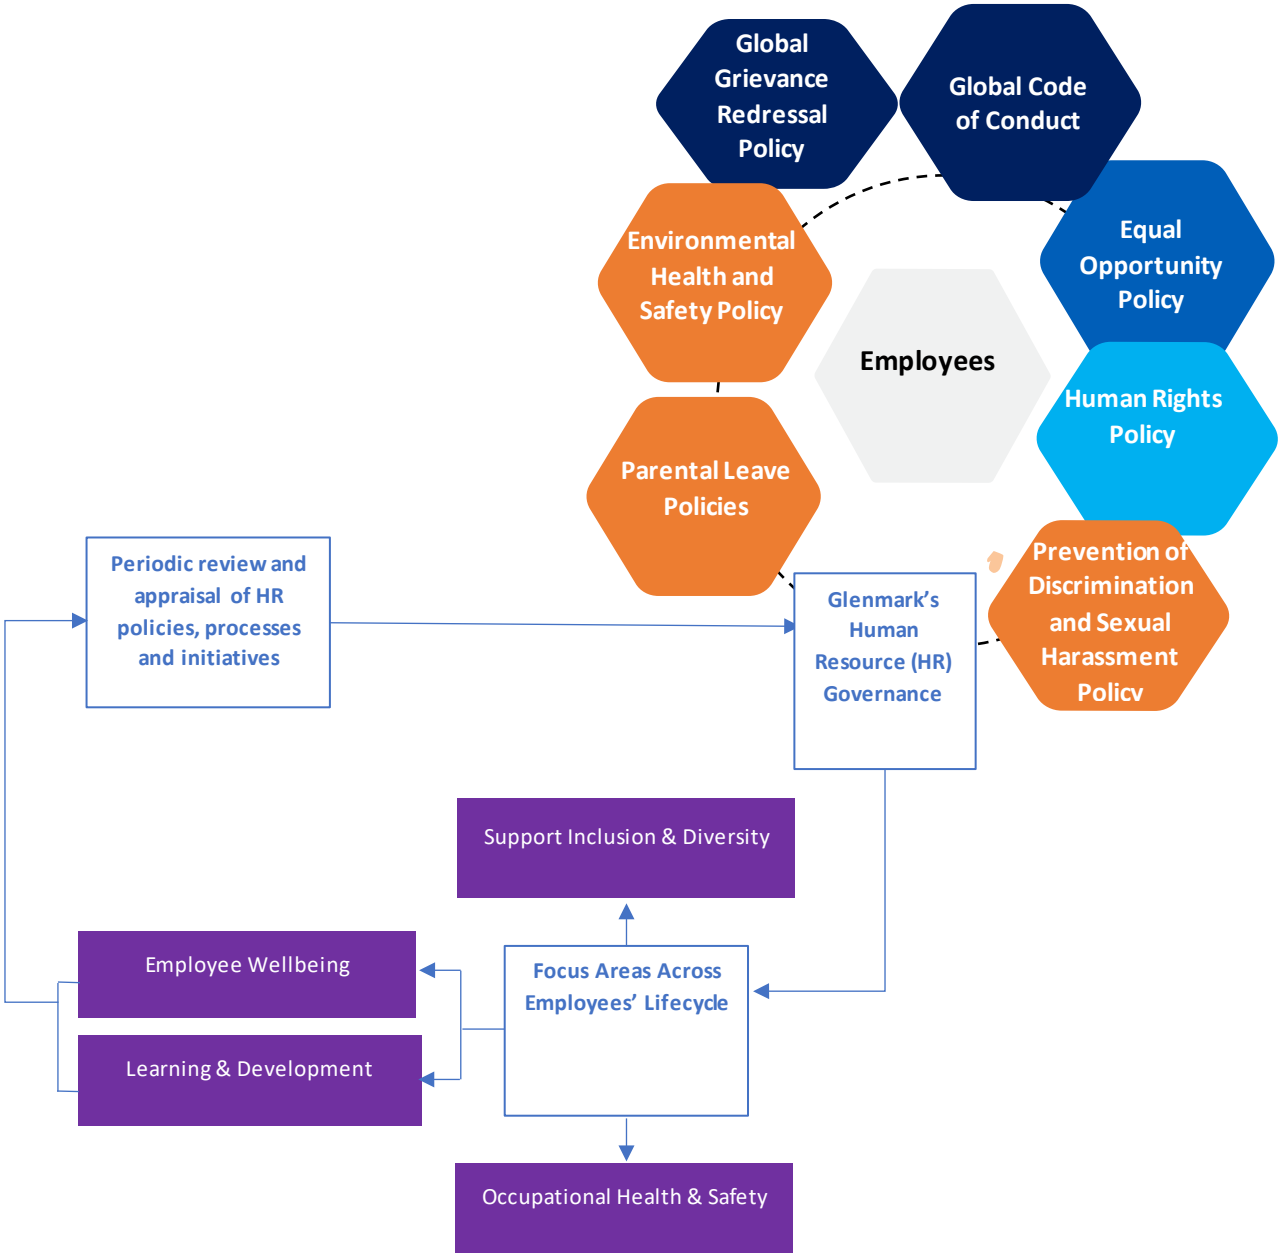 Global
Grievance
Redressal
Policy
Global Code
of Conduct
Equal
Opportunity
Policy
Environmental
Health and
Safety Policy
Employees
Human Rights
Policy
Parental Leave
Policies
Prevention of
Discrimination
and Sexual
Harassment
Policy
Periodic review and
appraisal of HR
policies, processes
and initiatives
Glenmark’s
Human
Resource (HR)
Governance
Support Inclusion & Diversity
Employee Wellbeing
Focus Areas Across
Employees’ Lifecycle
Learning & Development
Occupational Health & Safety